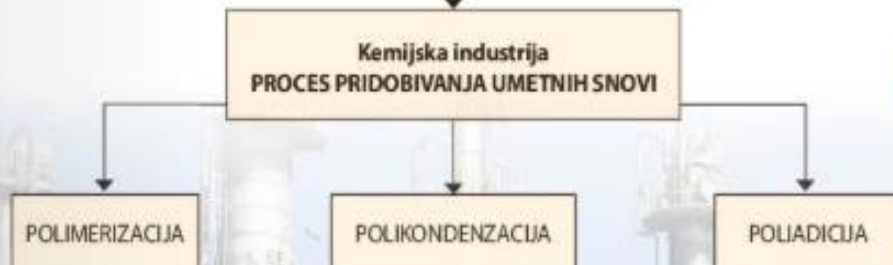 Kemijska industrija
PROCES PRIDOBIVANJA UMETNIH SNOVI
POLIMERIZACIJA
POLIKONDENZACIJA
POLIADICIJA